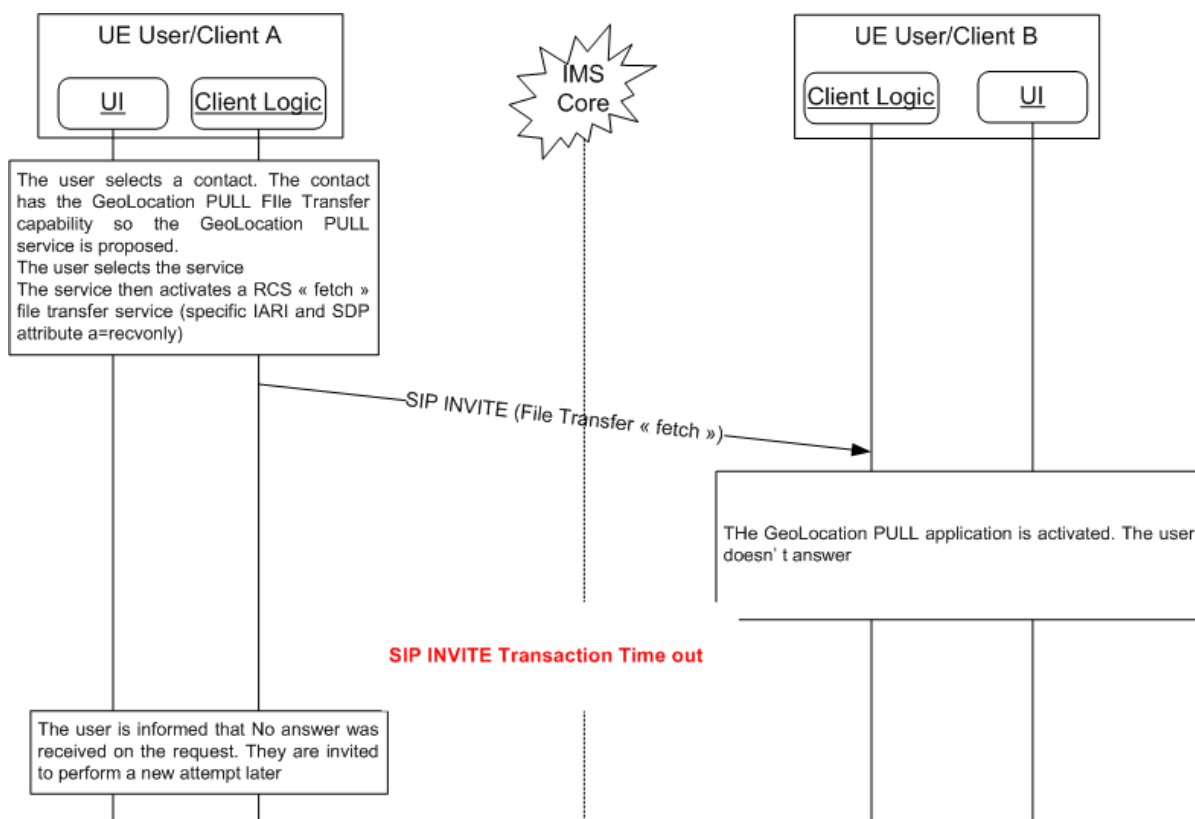 UE User/Client A
UI
Client Logic
IMS
Core
UE User/Client B
Client Logic
UI
The user selects a contact. The contact
has the GeoLocation PULL FIle Transfer
capability so the GeoLocation PULL
service is proposed.
The user selects the service
The service then activates a RCS « fetch »
file transfer service (specific IARI and SDP
attribute a=recvonly)
SIP INVITE (File Transfer « fetch »)
THe GeoLocation PULL application is activated. The user
doesn' t answer
SIP INVITE Transaction Time out
The user is informed that No answer was
received on the request. They are invited
to perform a new attempt later